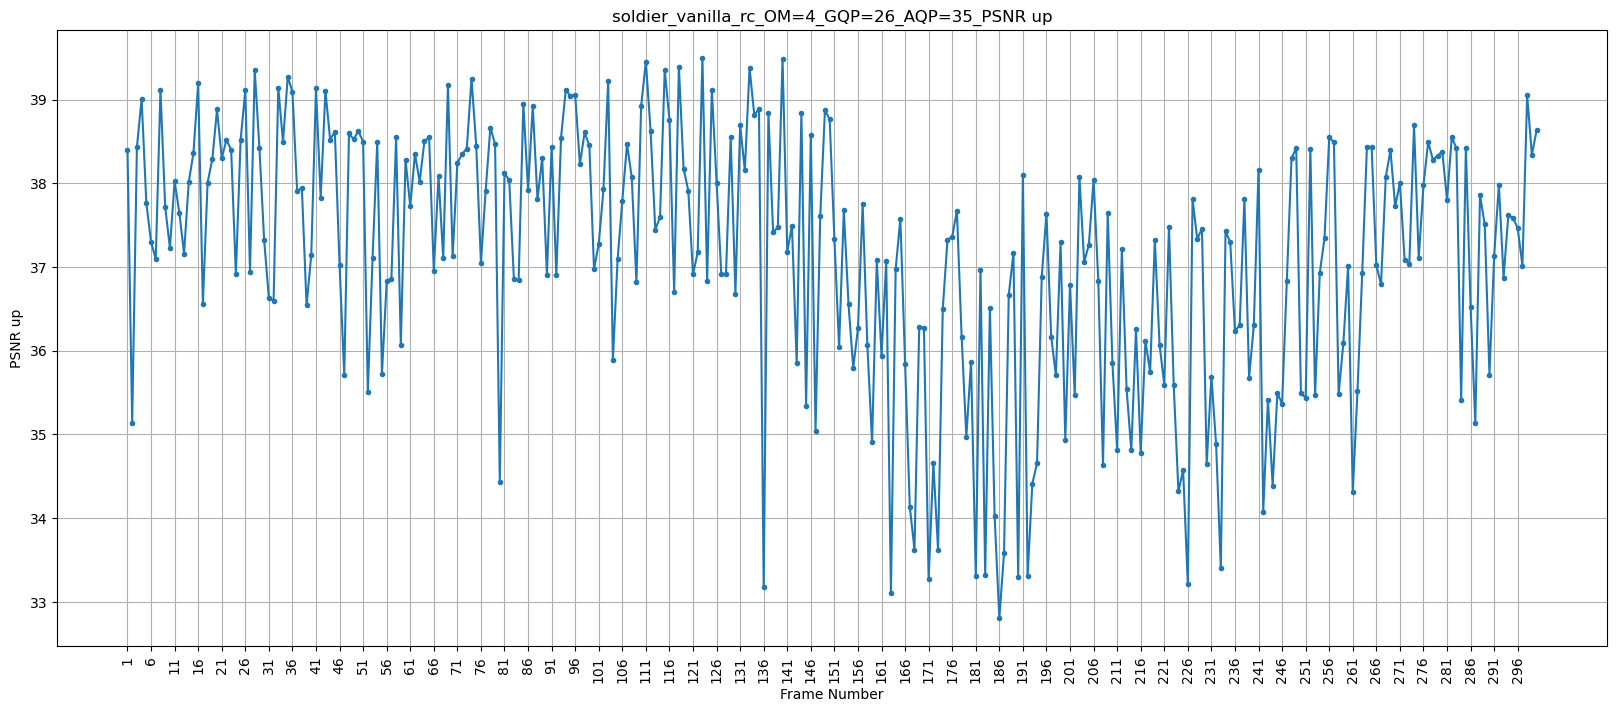 soldier_vanilla_rc_OM=4_GQP=26_AQP=35_PSNR up
PSNR up
39
38
37
36
35
34
33
1 6 11 16 21 26 31 36 41 46 51 56 61 66 71 76 81 86 91 96 101 106 111 116 121 126 131 136 141 146 151 156 161 166 171 176 181 186 191 196 201 206 211 216 221 226 231 236 241 246 251 256 261 266 271 276 281 286 291 296
Frame Number